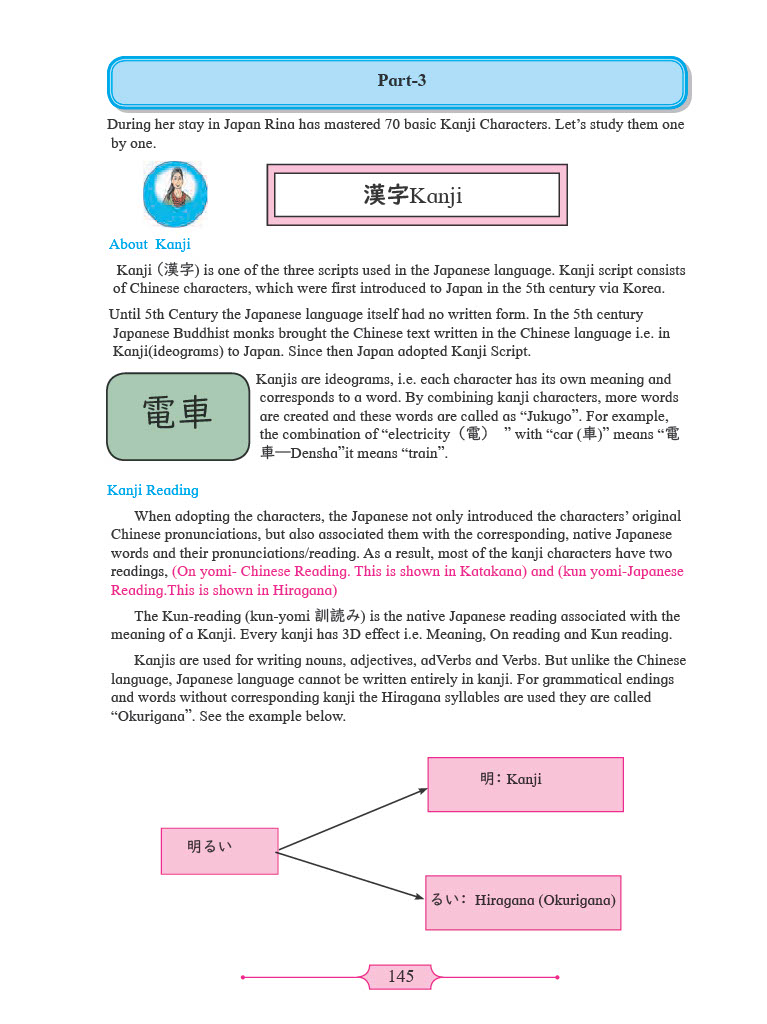 Part-3
During her stay in Japan Rina has mastered 70 basic Kanji Characters. Let's study them one
by one.
漢字Kanji
About Kanji
Kanji (漢字) is one of the three scripts used in the Japanese language. Kanji script consists
of Chinese characters, which were first introduced to Japan in the 5th century via Korea.
Until 5th Century the Japanese language itself had no written form. In the 5th century
Japanese Buddhist monks brought the Chinese text written in the Chinese language i.e. in
Kanji(ideograms) to Japan. Since then Japan adopted Kanji Script.
電車
Kanjis are ideograms, i.e. each character has its own meaning and
corresponds to a word. By combining kanji characters, more words
are created and these words are called as “Jukugo”. For example,
the combination of “electricity（電） ” with “car (車)” means “電
車—Densha”it means “train”.
Kanji Reading
When adopting the characters, the Japanese not only introduced the characters’ original
Chinese pronunciations, but also associated them with the corresponding, native Japanese
words and their pronunciations/reading. As a result, most of the kanji characters have two
readings, (On yomi- Chinese Reading. This is shown in Katakana) and (kun yomi-Japanese
Reading.This is shown in Hiragana)
The Kun-reading (kun-yomi 訓読み) is the native Japanese reading associated with the
meaning of a Kanji. Every kanji has 3D effect i.e. Meaning, On reading and Kun reading.
Kanjis are used for writing nouns, adjectives, adVerbs and Verbs. But unlike the Chinese
language, Japanese language cannot be written entirely in kanji. For grammatical endings
and words without corresponding kanji the Hiragana syllables are used they are called
“Okurigana”. See the example below.
明：Kanji
明るい
るい： Hiragana (Okurigana)
145